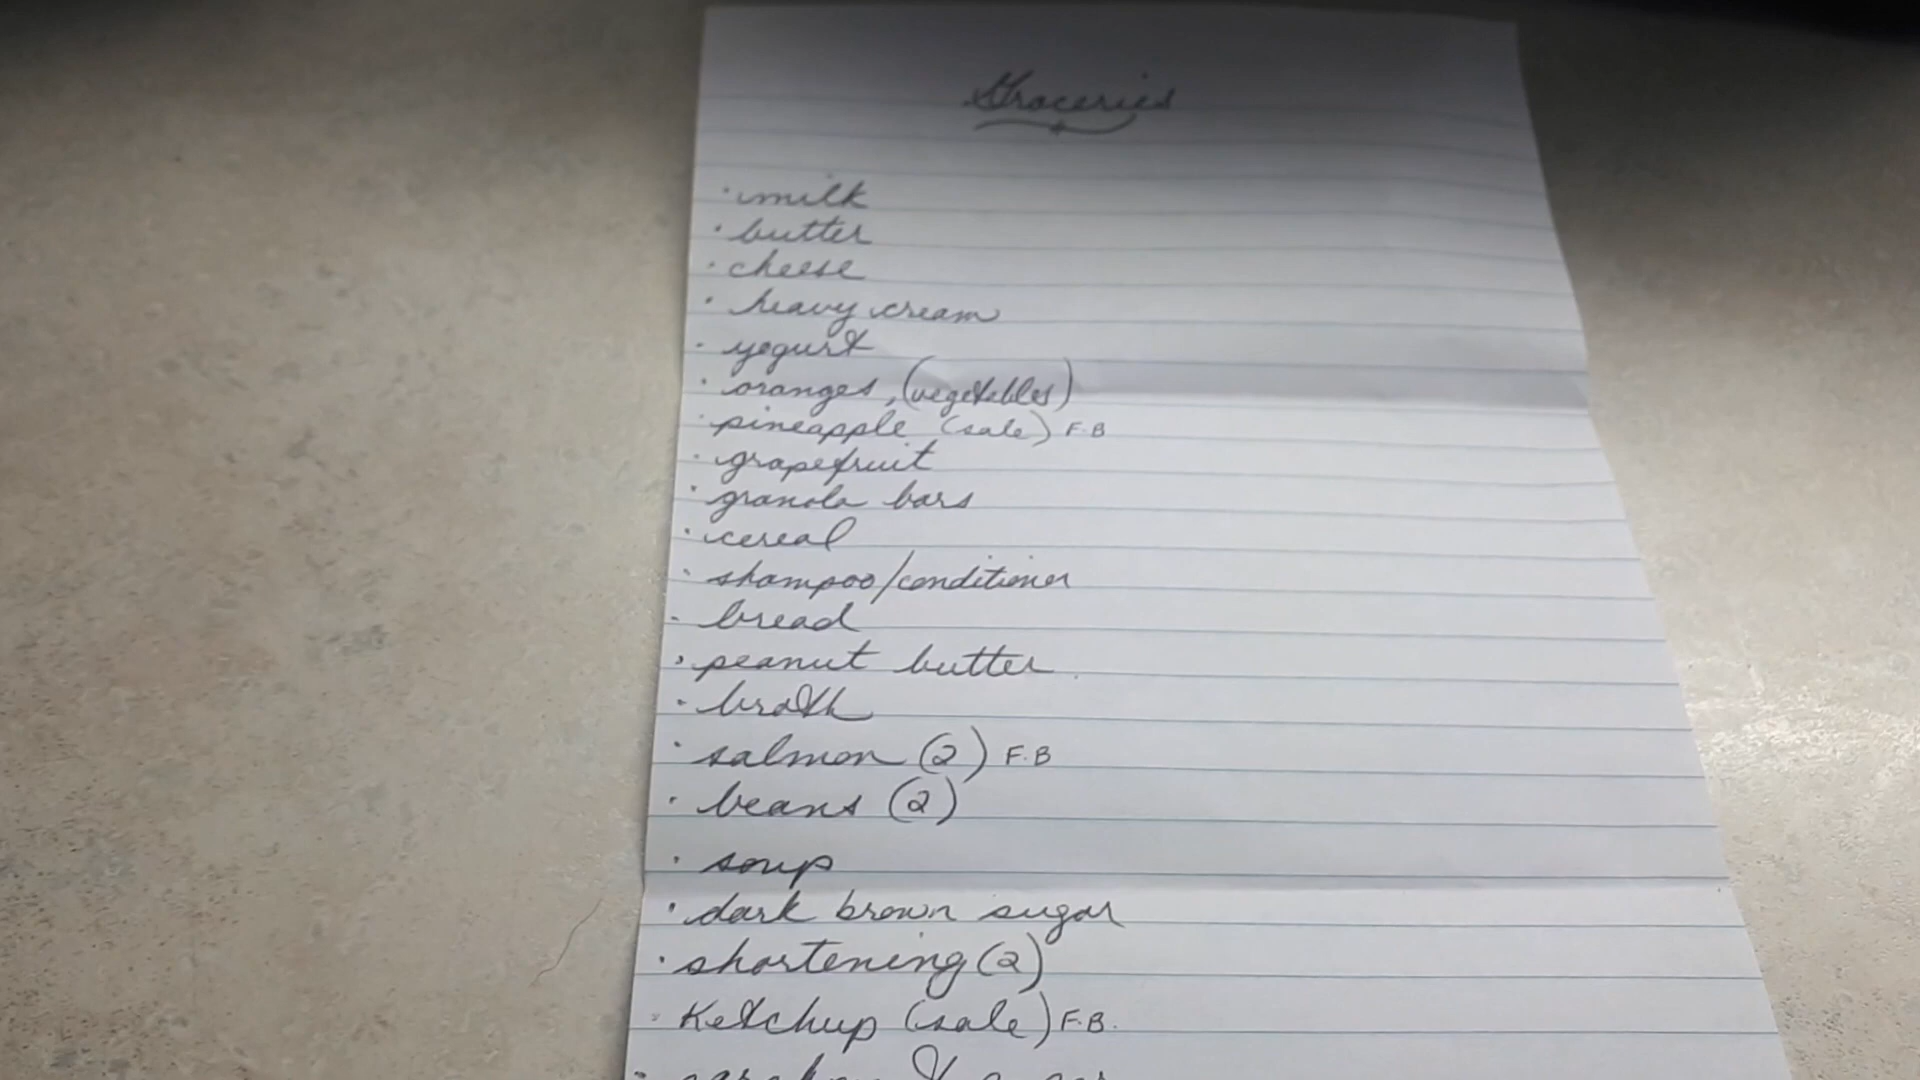 Groceries
· milk
· butter
· cheese
· heavy cream
· yogurt
· oranges, (vegetables)
· pineapple (sale) F.B
· grapefruit
· granola bars
· cereal
· shampoo/conditioner
· bread
· peanut butter
· broth
· salmon (2) F.B
· beans (2)
· soup
· dark brown sugar
· shortening (2)
· Ketchup (sale) F.B.